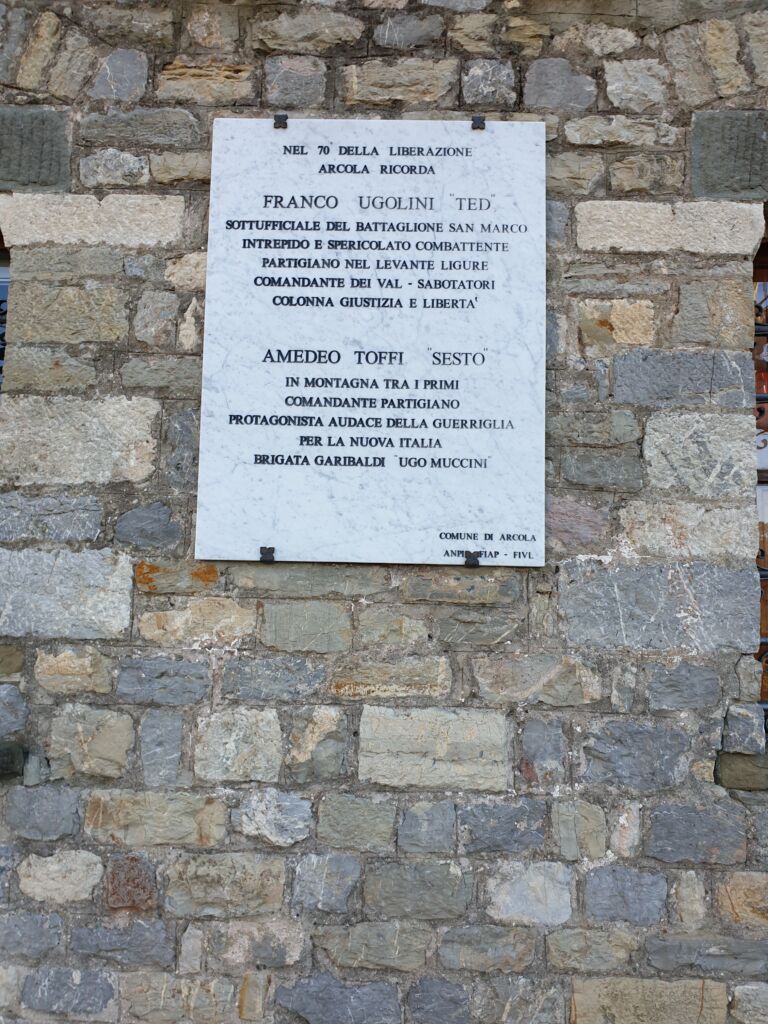 NEL 70° DELLA LIBERAZIONE
ARCOLA RICORDA
FRANCO UGOLINI "TED"
SOTTUFFICIALE DEL BATTAGLIONE SAN MARCO
INTREPIDO E SPERICOLATO COMBATTENTE
PARTIGIANO NEL LEVANTE LIGURE
COMANDANTE DEI VAL - SABOTATORI
COLONNA GIUSTIZIA E LIBERTA'
AMEDEO TOFFI "SESTO"
IN MONTAGNA TRA I PRIMI
COMANDANTE PARTIGIANO
PROTAGONISTA AUDACE DELLA GUERRIGLIA
PER LA NUOVA ITALIA
BRIGATA GARIBALDI "UGO MUCCINI"
COMUNE DI ARCOLA
ANPI - FIAP - FIVL